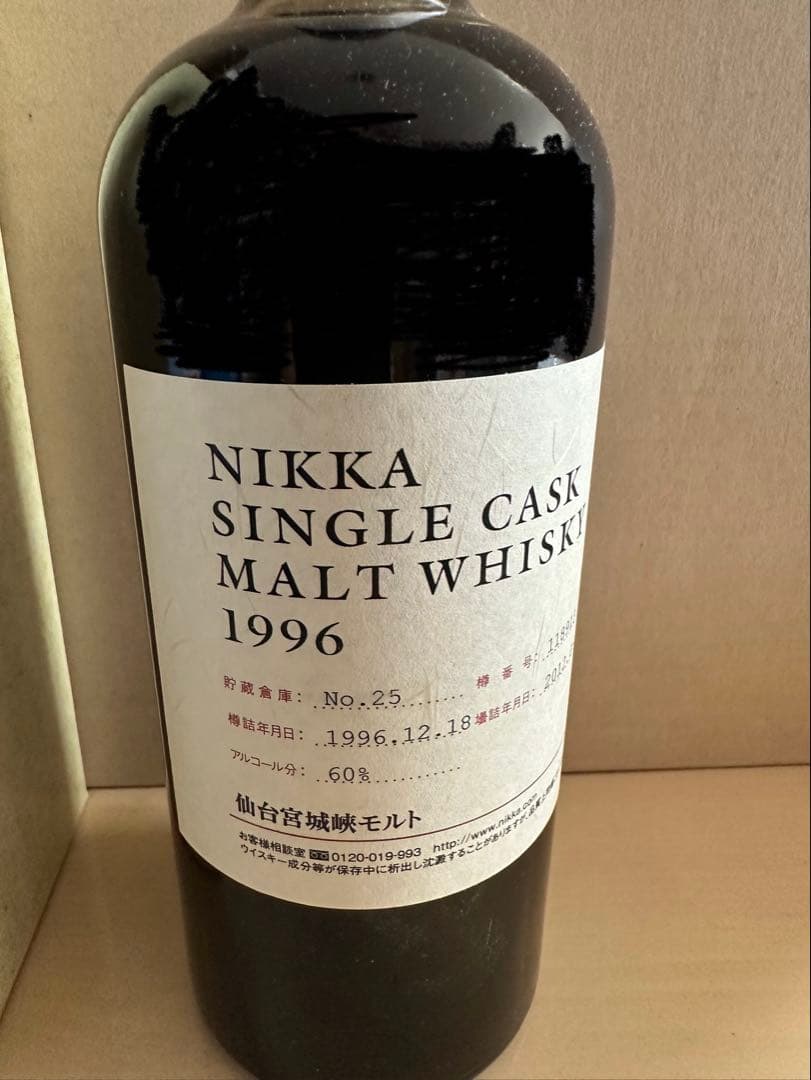 NIKKA
SINGLE CASK
MALT WHISKY
1996
貯蔵倉庫: No.25 樽番号:
樽詰年月日: 1996.12.18 壜詰年月日: 2012.
アルコール分: 60%
仙台宮城峡モルト
お客様相談室 0120-019-993 http://www.nikka.com
ウイスキー成分等が保存中に析出し沈澱することがありますが、品質上